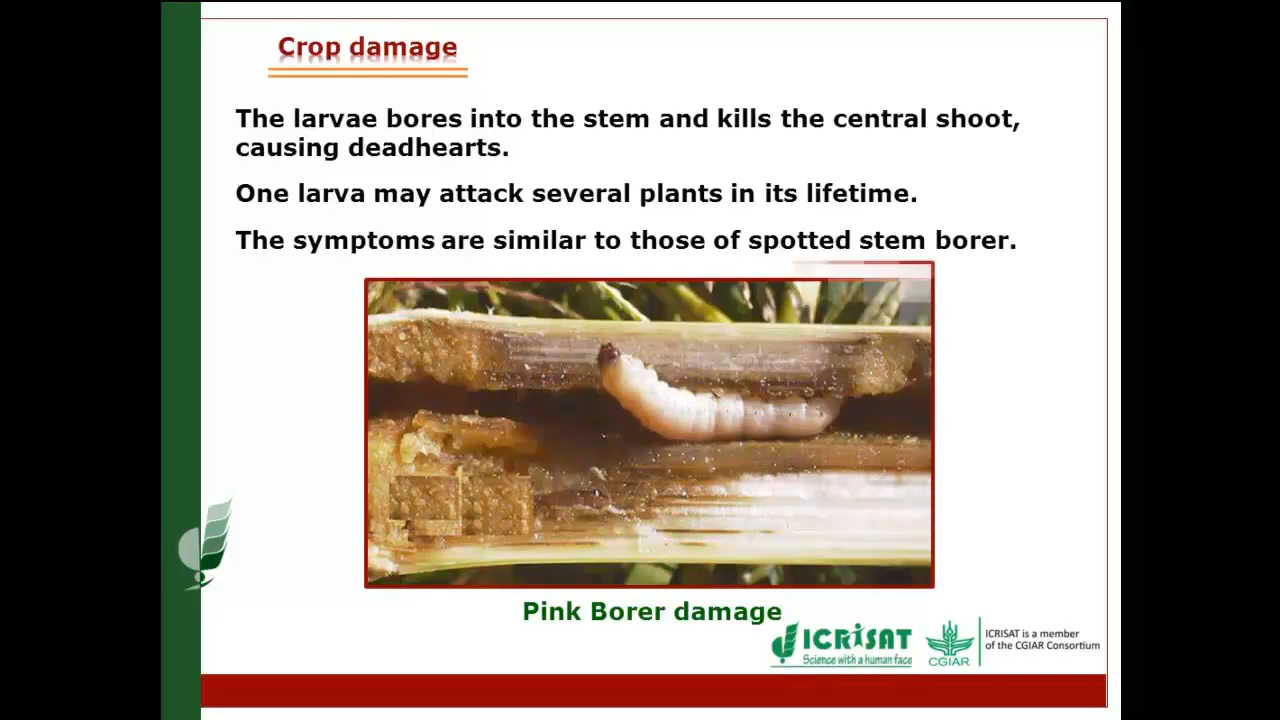 Crop damage
The larvae bores into the stem and kills the central shoot,
causing deadhearts.
One larva may attack several plants in its lifetime.
The symptoms are similar to those of spotted stem borer.
Pink Borer damage
ICRISAT
Science with a human face
CGIAR
ICRISAT is a member
of the CGIAR Consortium